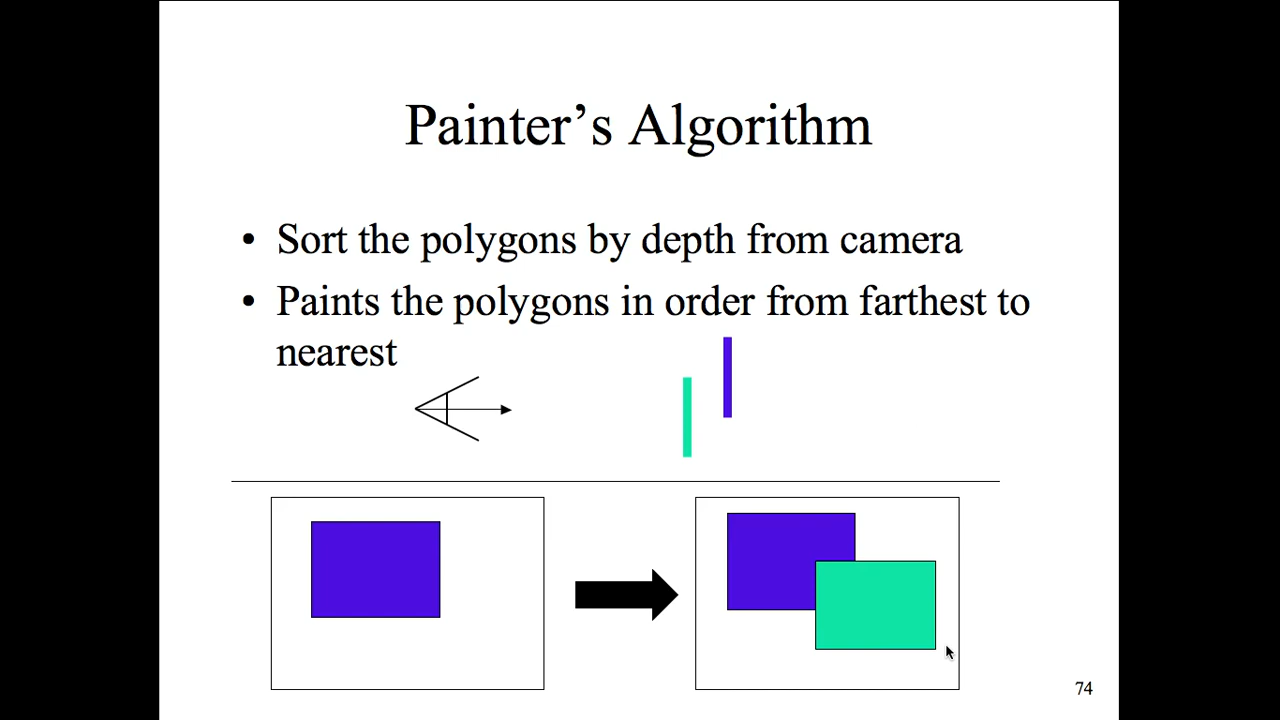 Painter’s Algorithm
• Sort the polygons by depth from camera
• Paints the polygons in order from farthest to
nearest
74